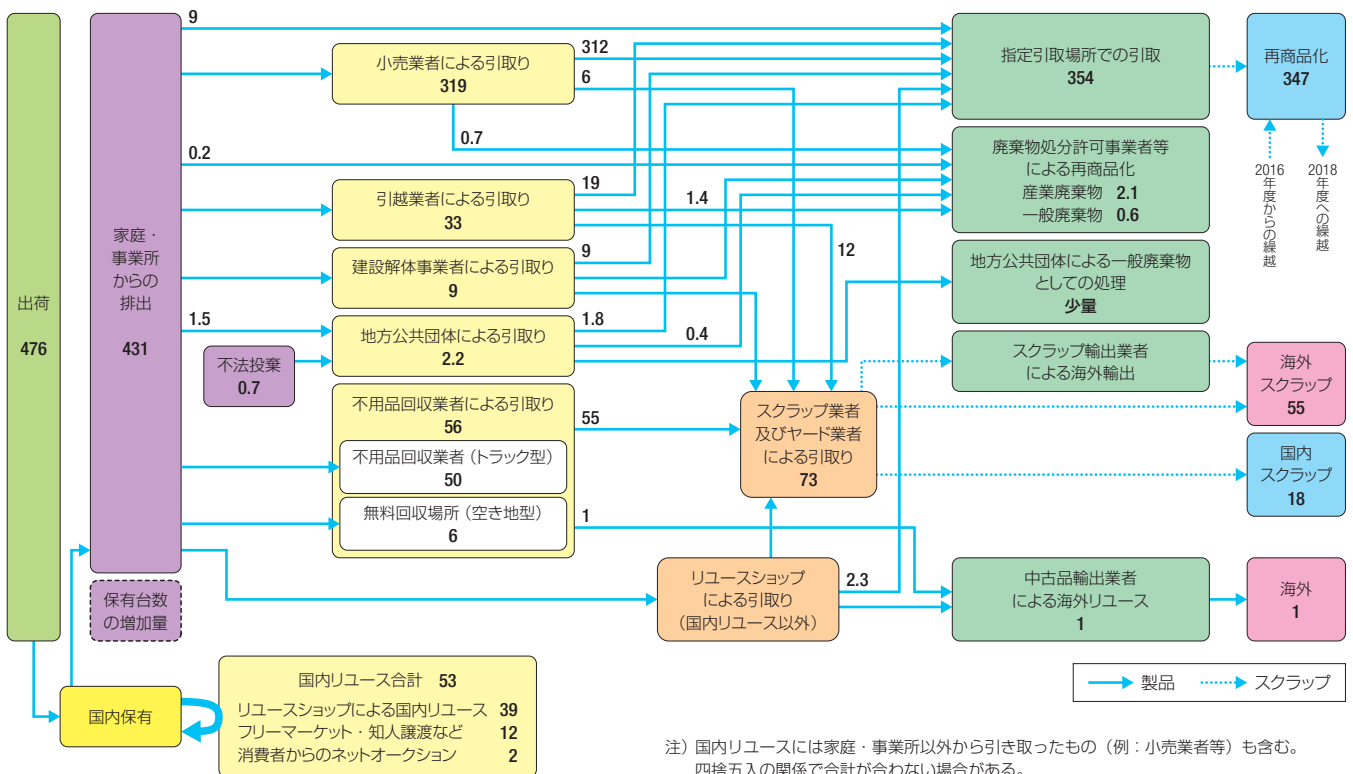 出荷
476
家庭・
事業所
からの
排出
431
保有台数
の増加量
国内保有
9
小売業者による引取り
319
312
6
0.7
0.2
引越業者による引取り
33
19
1.4
12
建設解体事業者による引取り
9
9
1.5
地方公共団体による引取り
2.2
1.8
0.4
不法投棄
0.7
不用品回収業者による引取り
56
55
不用品回収業者（トラック型）
50
無料回収場所（空き地型）
6
1
スクラップ業者
及びヤード業者
による引取り
73
リユースショップ
による引取り
（国内リユース以外）
2.3
指定引取場所での引取
354
再商品化
347
2016年度からの繰越
2018年度への繰越
廃棄物処分許可事業者等
による再商品化
産業廃棄物 2.1
一般廃棄物 0.6
地方公共団体による一般廃棄物
としての処理
少量
スクラップ輸出業者
による海外輸出
海外
スクラップ
55
国内
スクラップ
18
中古品輸出業者
による海外リユース
1
海外
1
国内リユース合計 53
リユースショップによる国内リユース 39
フリーマーケット・知人譲渡など 12
消費者からのネットオークション 2
製品 スクラップ
注）国内リユースには家庭・事業所以外から引き取ったもの（例：小売業者等）も含む。
四捨五入の関係で合計が合わない場合がある。